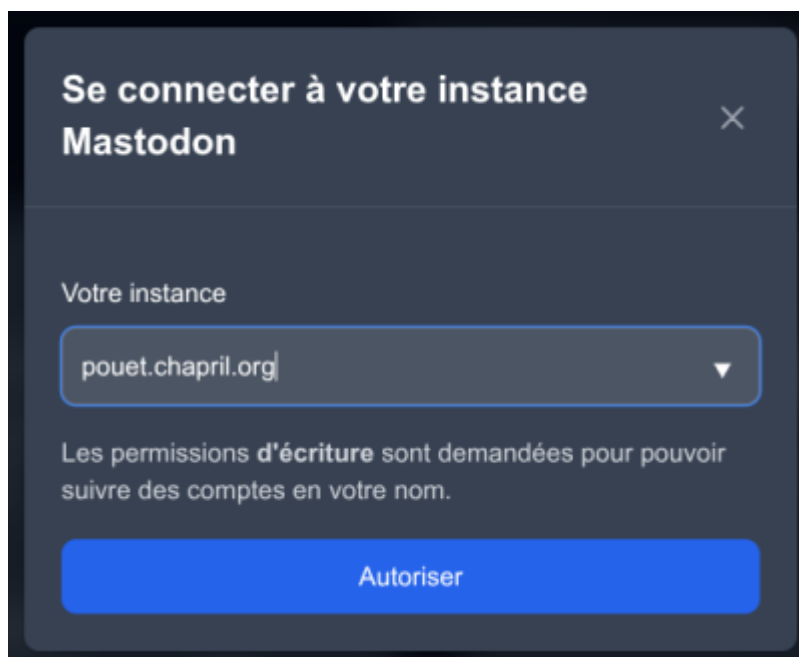 Se connecter à votre instance
Mastodon
Votre instance
pouet.chapril.org
Les permissions d'écriture sont demandées pour pouvoir
suivre des comptes en votre nom.
Autoriser